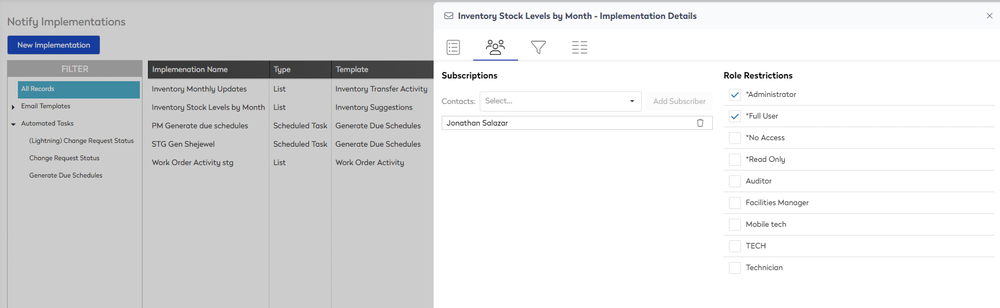 Notify Implementations
New Implementation
FILTER
All Records
Email Templates
Automated Tasks
(Lightning) Change Request Status
Change Request Status
Generate Due Schedules
Implemenation Name Type Template
Inventory Monthly Updates List Inventory Transfer Activity
Inventory Stock Levels by Month List Inventory Suggestions
PM Generate due schedules Scheduled Task Generate Due Schedules
STG Gen Shejewel Scheduled Task Generate Due Schedules
Work Order Activity stg List Work Order Activity
Inventory Stock Levels by Month - Implementation Details
Subscriptions
Contacts: Select... Add Subscriber
Jonathan Salazar
Role Restrictions
*Administrator
*Full User
*No Access
*Read Only
Auditor
Facilities Manager
Mobile tech
TECH
Technician